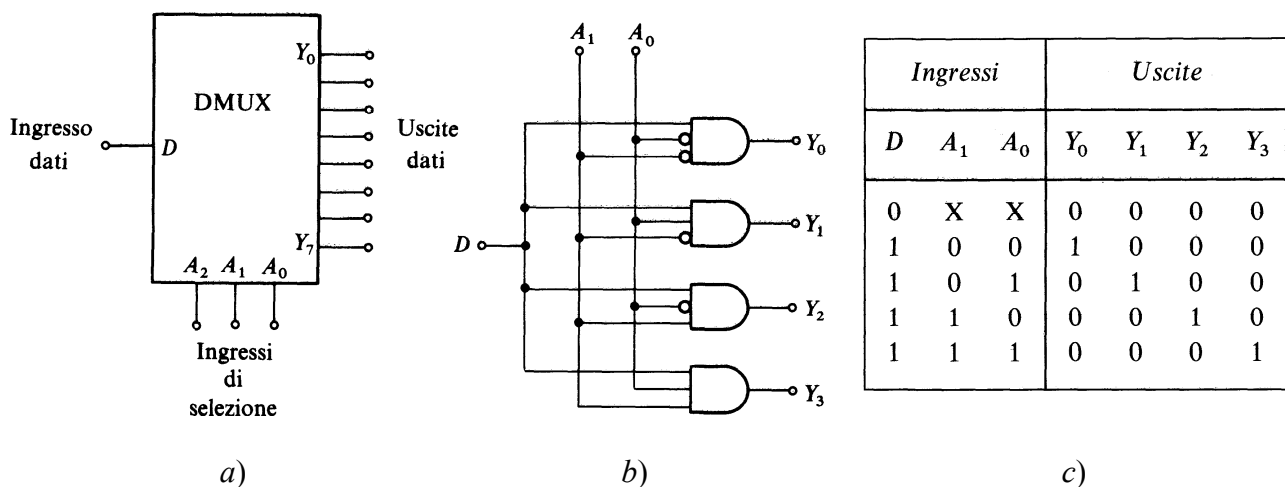 Ingresso
dati
D
DMUX
Y₀
Y₇
Uscite
dati
A₂ A₁ A₀
Ingressi
di
selezione
a)
A₁ A₀
D
Y₀
Y₁
Y₂
Y₃
b)
Ingressi Uscite
D A₁ A₀ Y₀ Y₁ Y₂ Y₃
0 X X 0 0 0 0
1 0 0 1 0 0 0
1 0 1 0 1 0 0
1 1 0 0 0 1 0
1 1 1 0 0 0 1
c)